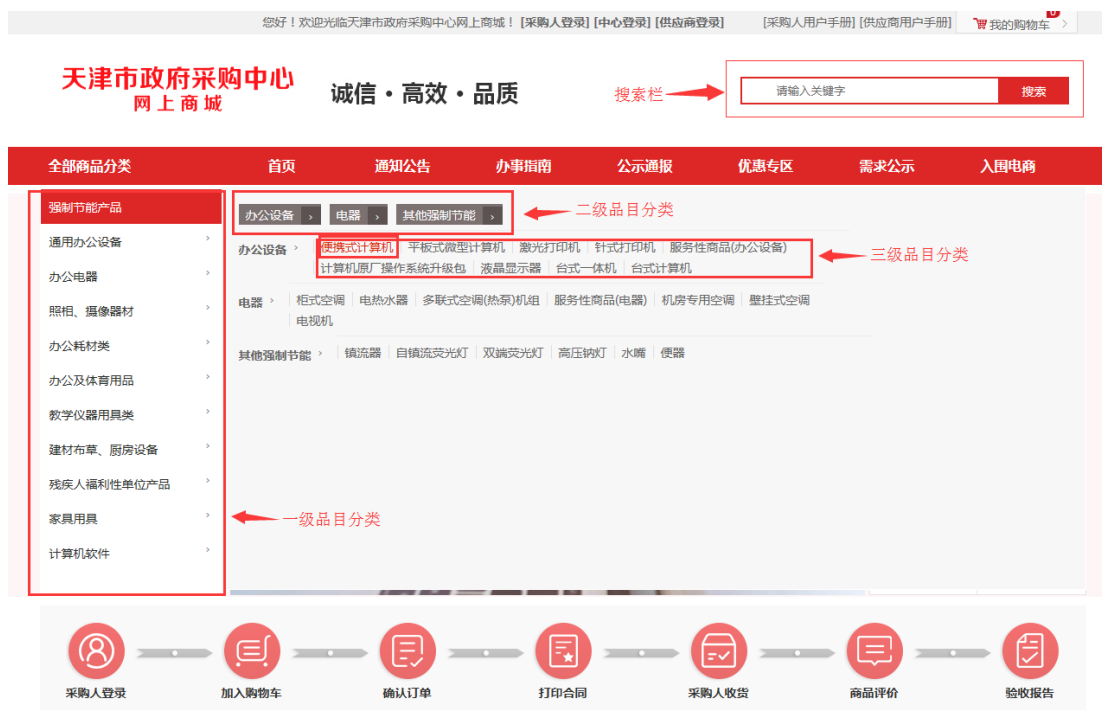 您好！欢迎光临天津市政府采购中心网上商城！ [采购人登录] [中心登录] [供应商登录] [采购人用户手册] [供应商用户手册] 我的购物车 0 >
天津市政府采购中心
网上商城
诚信·高效·品质
搜索栏
请输入关键字
搜索
全部商品分类 首页 通知公告 办事指南 公示通报 优惠专区 需求公示 入围电商
强制节能产品
通用办公设备 >
办公电器 >
照相、摄像器材 >
办公耗材类 >
办公及体育用品 >
教学仪器用具类 >
建材布草、厨房设备 >
残疾人福利性单位产品 >
家具用具 >
计算机软件 >
一级品目分类
办公设备 > 电器 > 其他强制节能 >
二级品目分类
办公设备 > 便携式计算机 平板式微型计算机 激光打印机 针式打印机 服务性商品(办公设备)
计算机原厂操作系统升级包 液晶显示器 台式一体机 台式计算机
三级品目分类
电器 > 柜式空调 电热水器 多联式空调(热泵)机组 服务性商品(电器) 机房专用空调 壁挂式空调
电视机
其他强制节能 > 镇流器 自镇流荧光灯 双端荧光灯 高压钠灯 水嘴 便器
采购人登录 加入购物车 确认订单 打印合同 采购人收货 商品评价 验收报告